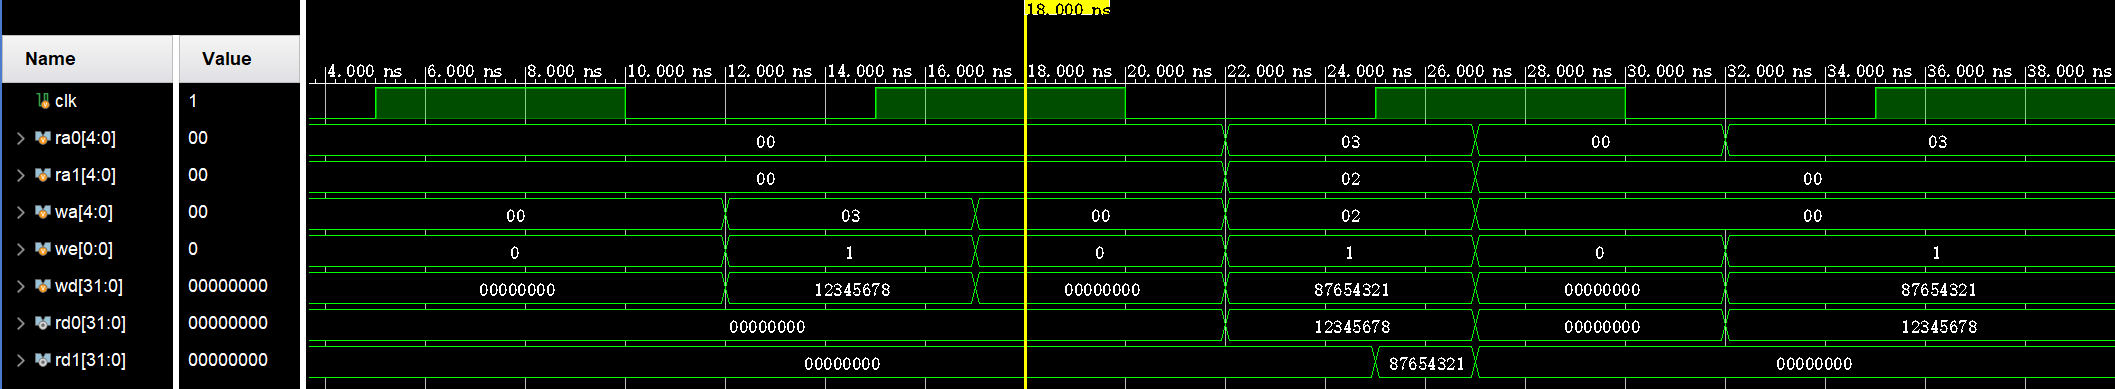 18.000 ns
Name Value
4.000 ns 6.000 ns 8.000 ns 10.000 ns 12.000 ns 14.000 ns 16.000 ns 18.000 ns 20.000 ns 22.000 ns 24.000 ns 26.000 ns 28.000 ns 30.000 ns 32.000 ns 34.000 ns 36.000 ns 38.000 ns
clk 1
ra0[4:0] 00 00 03 00 03
ra1[4:0] 00 00 02 00
wa[4:0] 00 00 03 00 02 00
we[0:0] 0 0 1 0 1 0 1
wd[31:0] 00000000 00000000 12345678 00000000 87654321 00000000 87654321
rd0[31:0] 00000000 00000000 12345678 00000000 12345678
rd1[31:0] 00000000 00000000 87654321 00000000